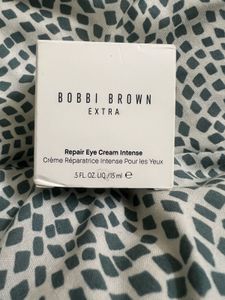 BOBBI BROWN
EXTRA
Repair Eye Cream Intense
Crème Réparatrice Intense Pour les Yeux
.5 FL. OZ. LIQ./15 ml ℮